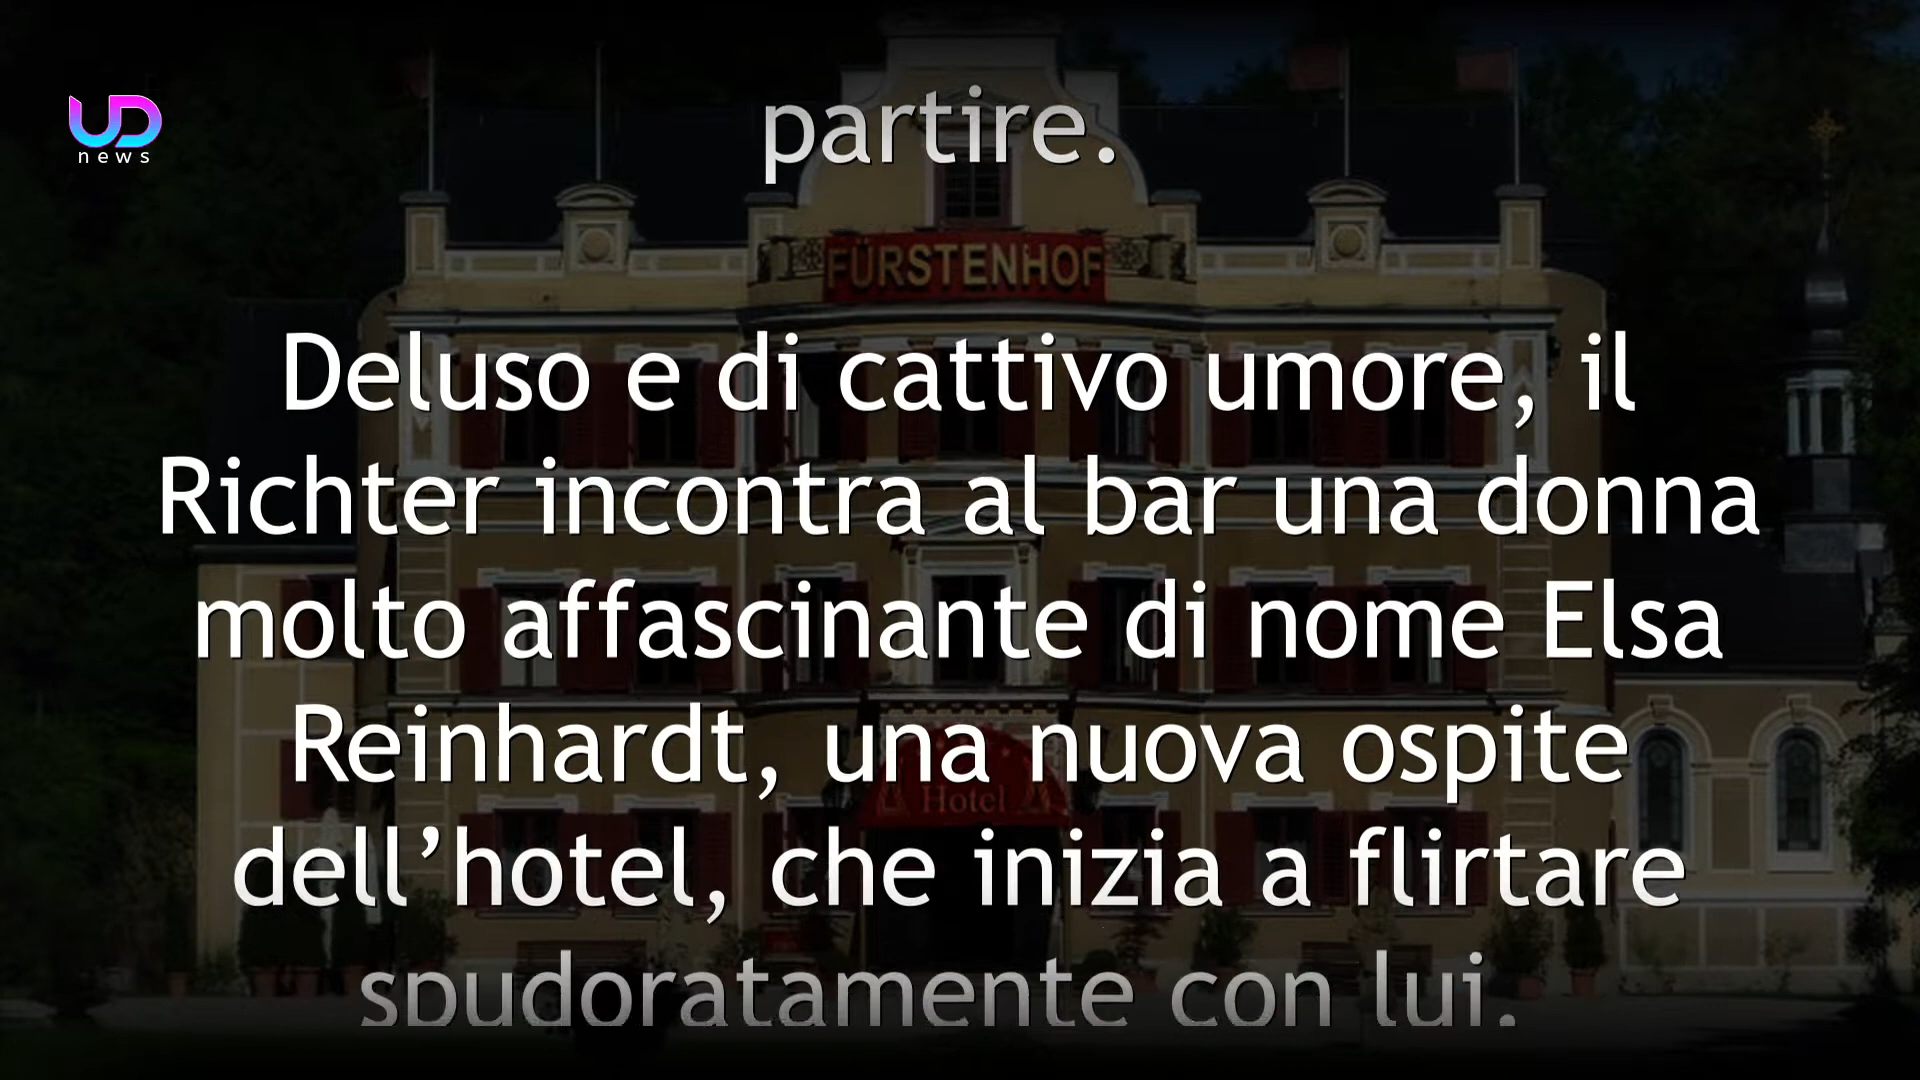 UD
news
partire.
FÜRSTENHOF
Deluso e di cattivo umore, il
Richter incontra al bar una donna
molto affascinante di nome Elsa
Reinhardt, una nuova ospite
Hotel
dell’hotel, che inizia a flirtare
spudoratamente con lui.